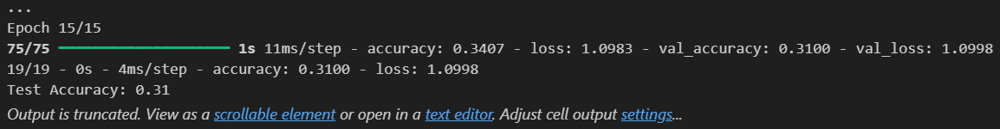 ...
Epoch 15/15
75/75 ━━━━━━━━━━━━━━━━━━━━ 1s 11ms/step - accuracy: 0.3407 - loss: 1.0983 - val_accuracy: 0.3100 - val_loss: 1.0998
19/19 - 0s - 4ms/step - accuracy: 0.3100 - loss: 1.0998
Test Accuracy: 0.31
Output is truncated. View as a scrollable element or open in a text editor. Adjust cell output settings...